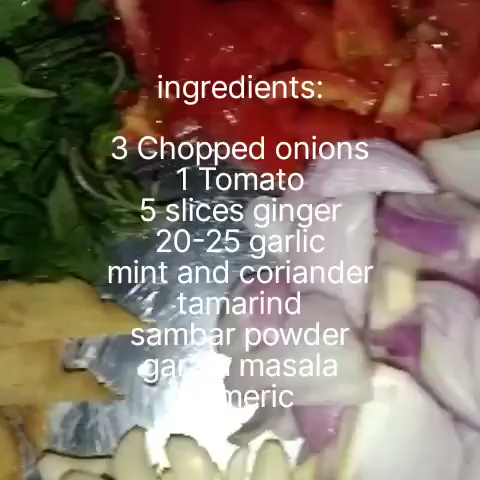 ingredients:
3 Chopped onions
1 Tomato
5 slices ginger
20-25 garlic
mint and coriander
tamarind
sambar powder
masala